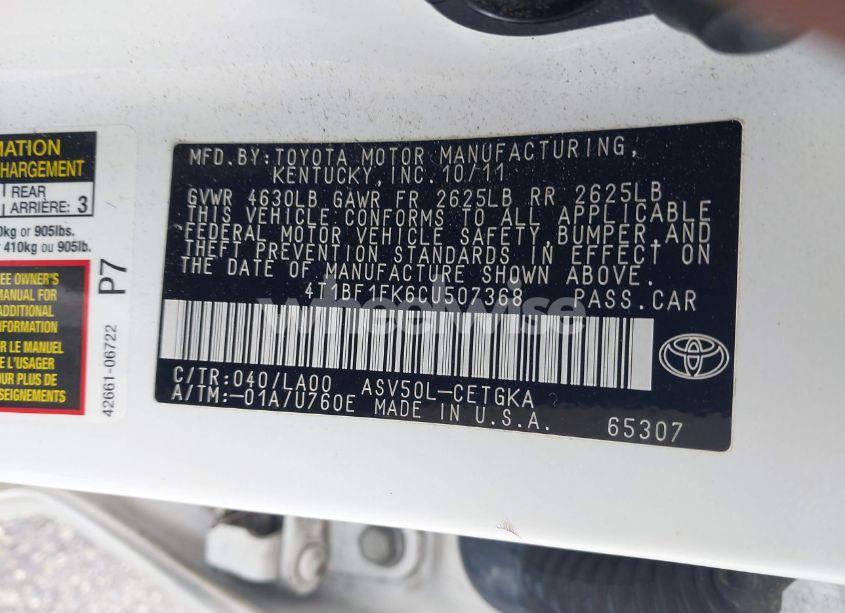 MATION
HARGEMENT
REAR
ARRIÈRE: 3
0kg or 905lbs.
410kg ou 905lb.
EE OWNER'S
MANUAL FOR
ADDITIONAL
INFORMATION
R LE MANUEL
E L'USAGER
OUR PLUS DE
SEIGNEMENTS
P7
42661-06722
MFD.BY:TOYOTA MOTOR MANUFACTURING,
KENTUCKY, INC. 10/11
GVWR 4630LB GAWR FR 2625LB RR 2625LB
THIS VEHICLE CONFORMS TO ALL APPLICABLE
FEDERAL MOTOR VEHICLE SAFETY,BUMPER,AND
THEFT PREVENTION STANDARDS IN EFFECT ON
THE DATE OF MANUFACTURE SHOWN ABOVE.
4T1BF1FK6CU507368 PASS.CAR
wheelwise
C/TR:040/LA00 ASV50L-CETGKA
A/TM:-01A/U760E MADE IN U.S.A.
65307